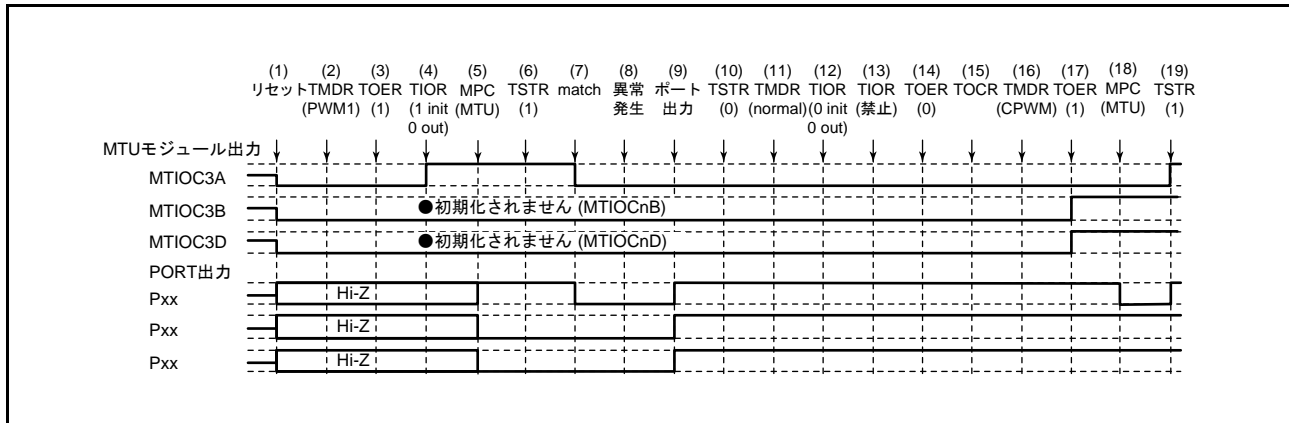 (1) (2) (3) (4) (5) (6) (7) (8) (9) (10) (11) (12) (13) (14) (15) (16) (17) (18) (19)
リセット TMDR TOER TIOR MPC TSTR match 異常 ポート TSTR TMDR TIOR TIOR TOER TOCR TMDR TOER MPC TSTR
(PWM1) (1) (1 init (MTU) (1) 発生 出力 (0) (normal) (0 init (禁止) (0) (CPWM) (1) (MTU) (1)
0 out) 0 out)
MTUモジュール出力
MTIOC3A
MTIOC3B ●初期化されません (MTIOCnB)
MTIOC3D ●初期化されません (MTIOCnD)
PORT出力
Pxx Hi-Z
Pxx Hi-Z
Pxx Hi-Z